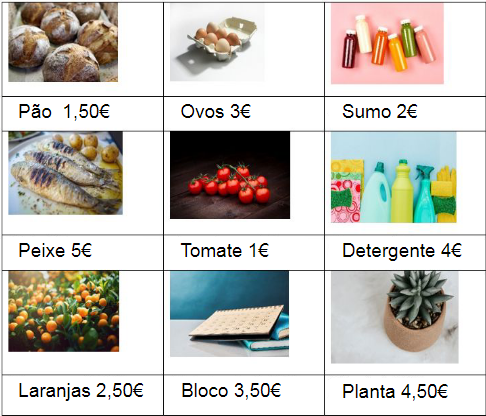 Pão 1,50€
Ovos 3€
Sumo 2€
Peixe 5€
Tomate 1€
Detergente 4€
Laranjas 2,50€
Bloco 3,50€
Planta 4,50€